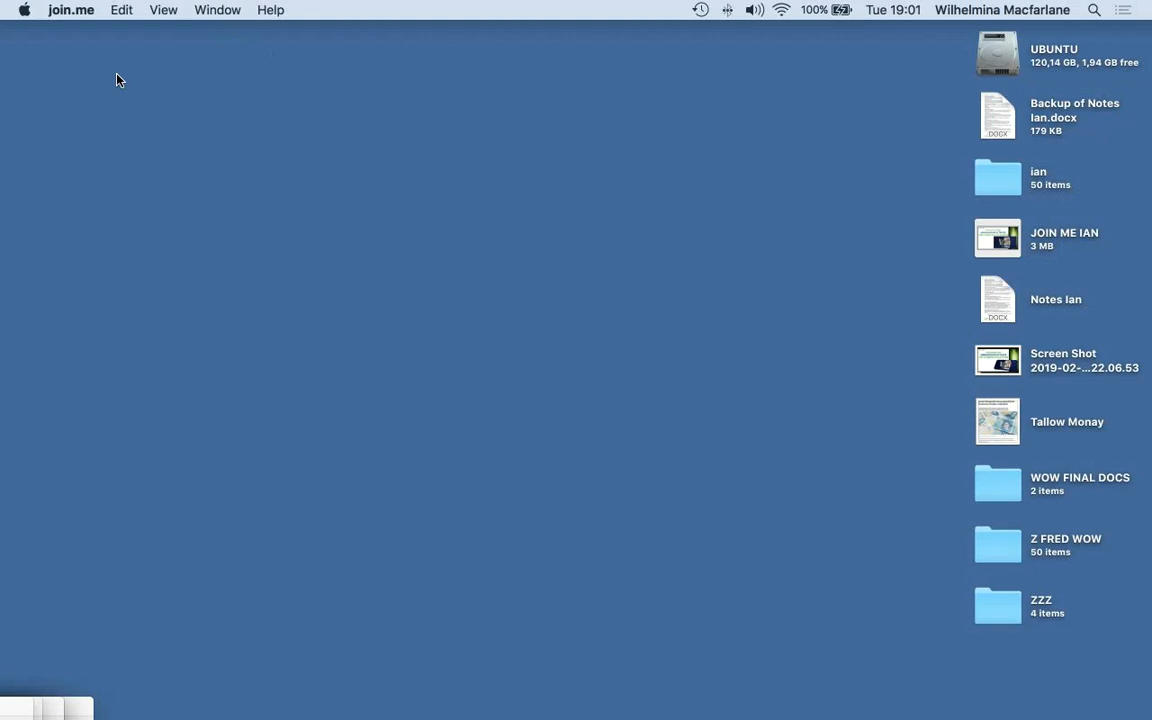 join.me Edit View Window Help 100% Tue 19:01 Wilhelmina Macfarlane
UBUNTU
120,14 GB, 1,94 GB free
Backup of Notes
Ian.docx
179 KB
DOCX
ian
50 items
JOIN ME IAN
3 MB
Notes Ian
DOCX
Screen Shot
2019-02-...22.06.53
Tallow Monay
WOW FINAL DOCS
2 items
Z FRED WOW
50 items
ZZZ
4 items